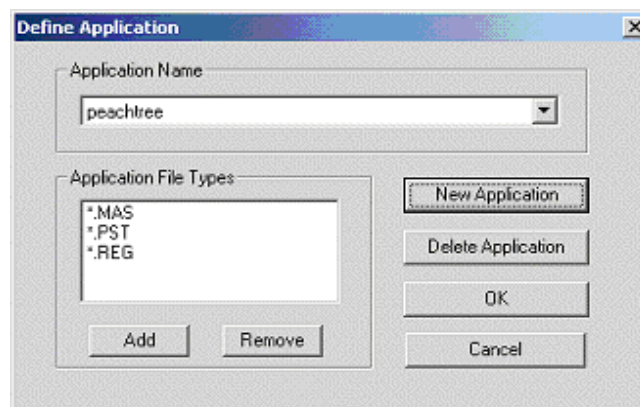 Define Application
Application Name
peachtree
Application File Types
*.MAS
*.PST
*.REG
Add
Remove
New Application
Delete Application
OK
Cancel